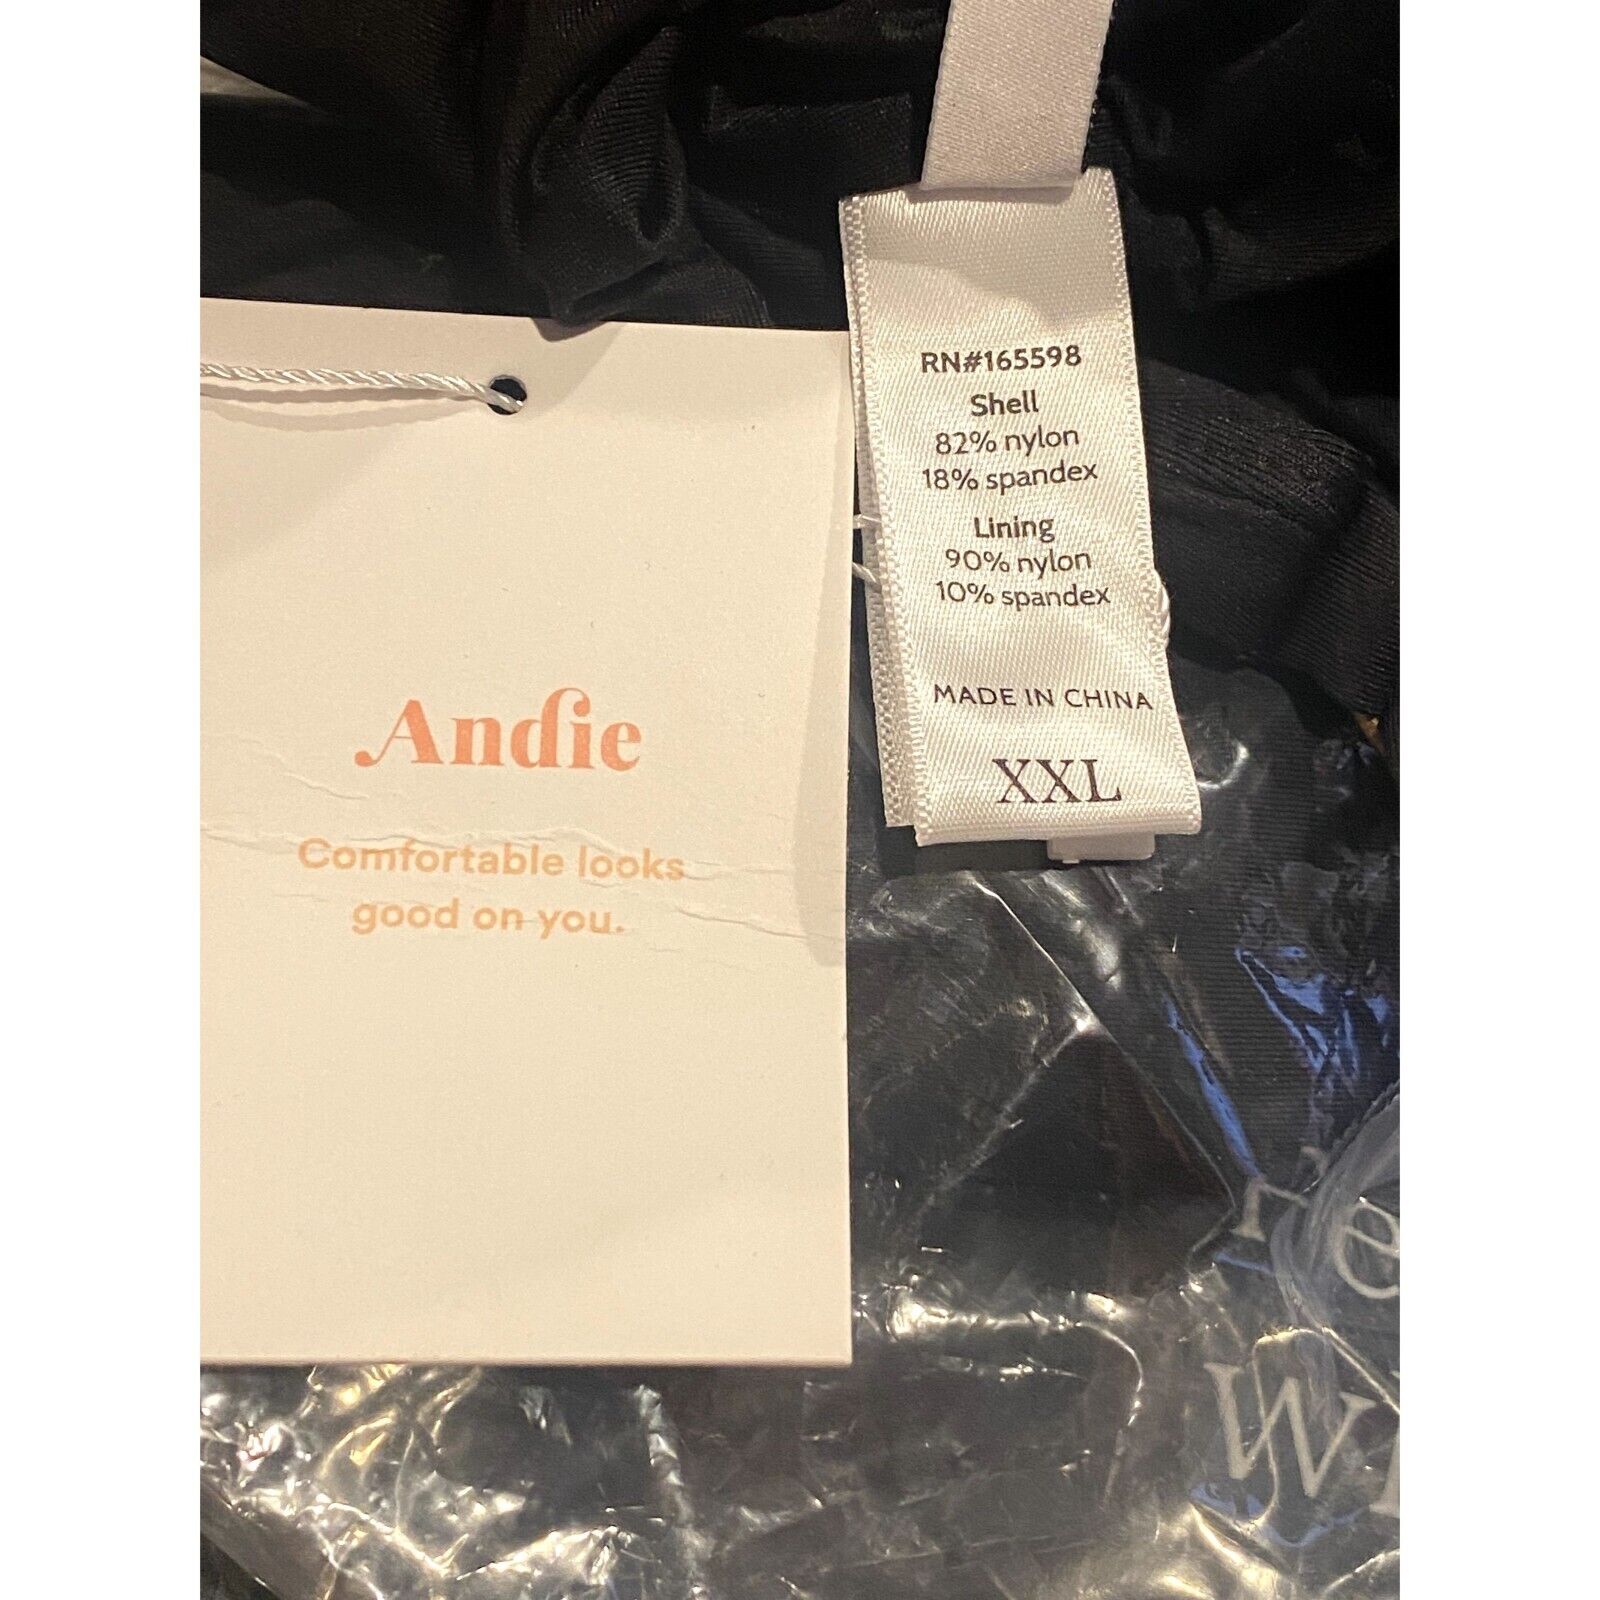 RN#165598
Shell
82% nylon
18% spandex
Lining
90% nylon
10% spandex
MADE IN CHINA
XXL
Andie
Comfortable looks
good on you.